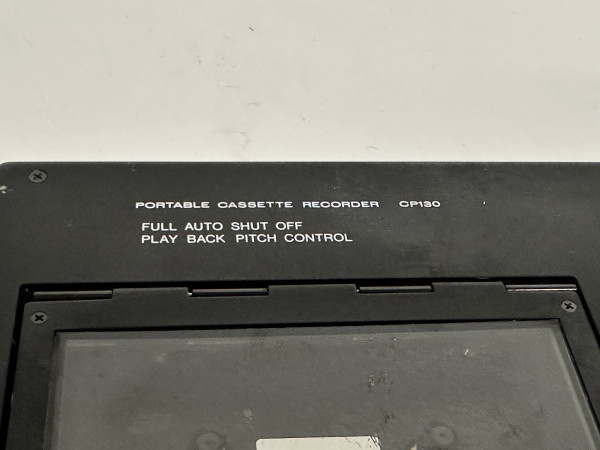 PORTABLE CASSETTE RECORDER CP130
FULL AUTO SHUT OFF
PLAY BACK PITCH CONTROL